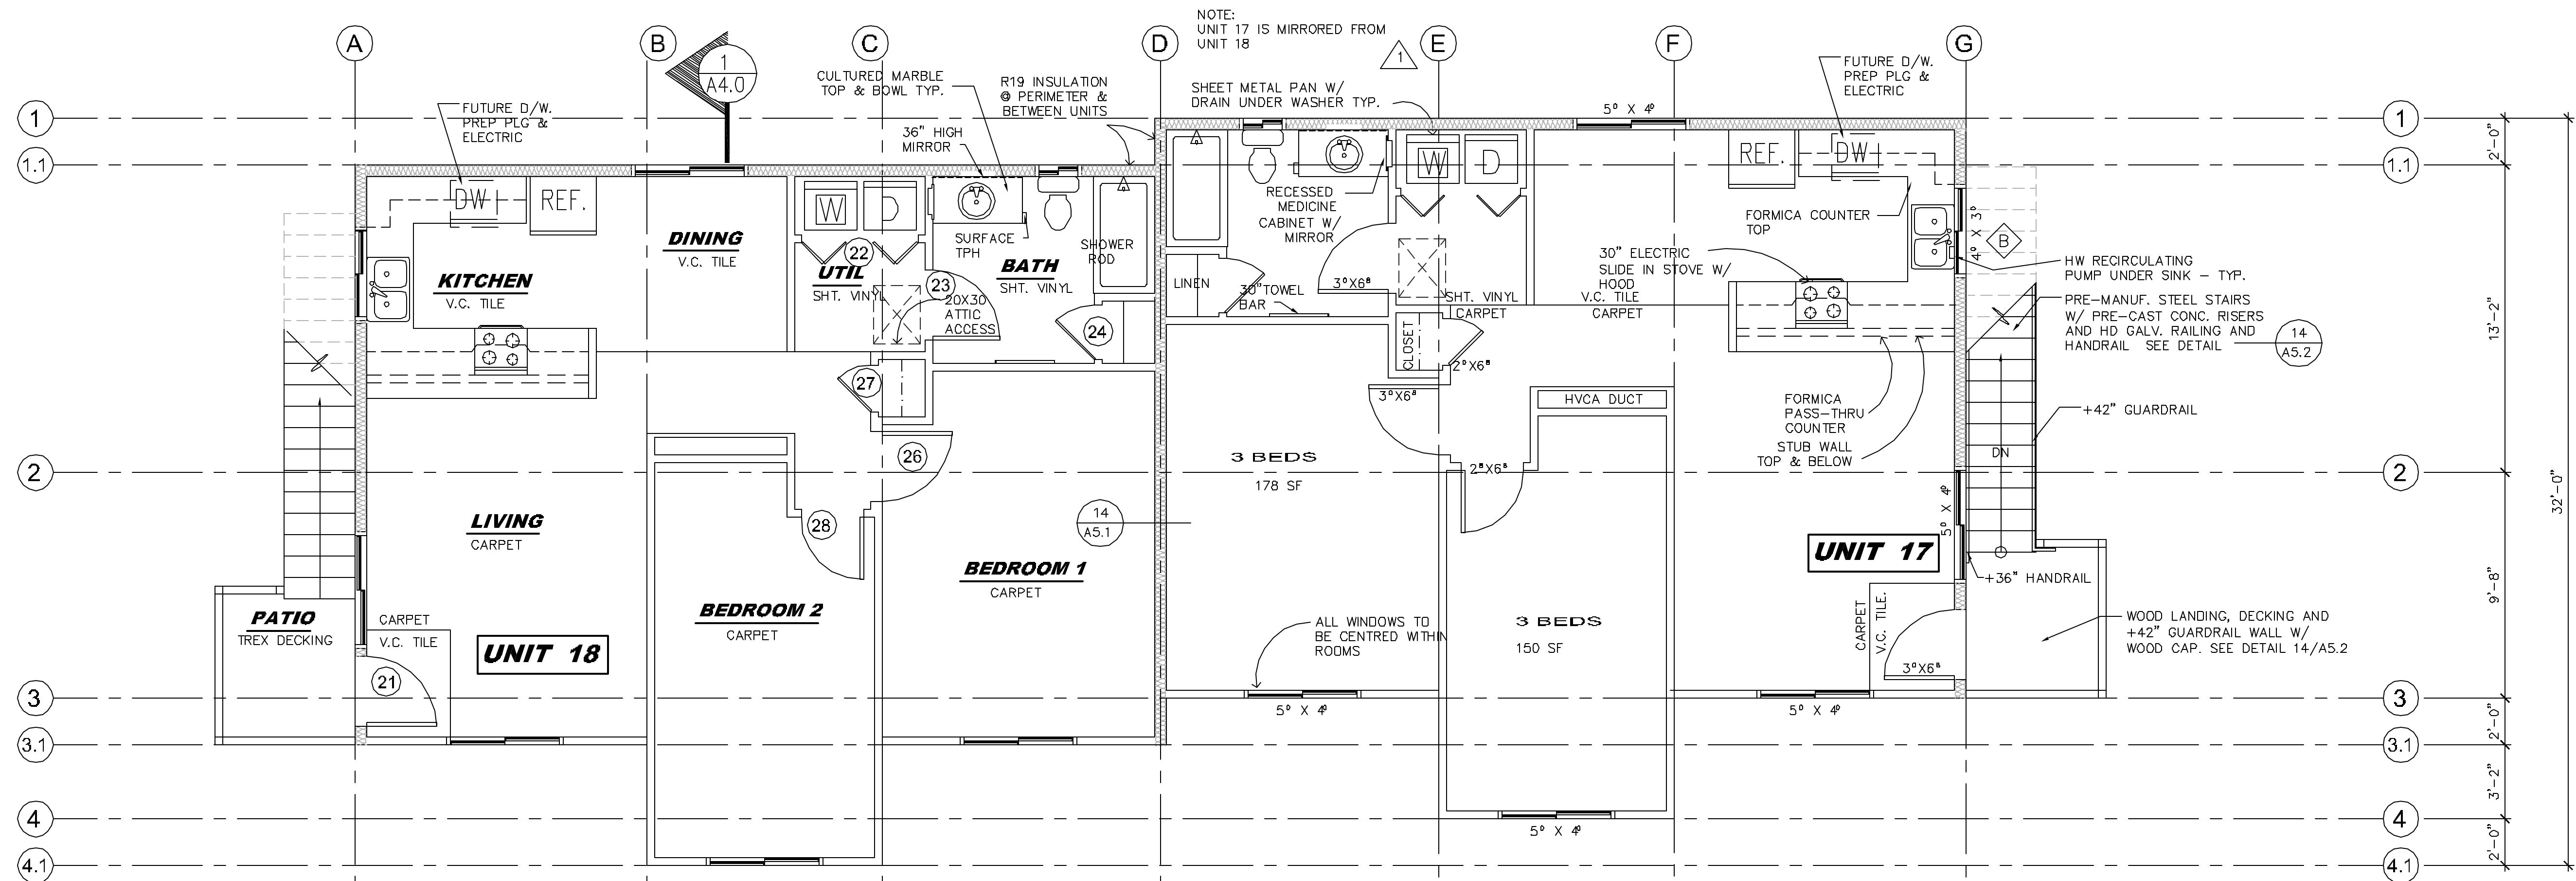 NOTE:
UNIT 17 IS MIRRORED FROM
UNIT 18
A
B
C
D
E
F
G
1
1
A4.0
CULTURED MARBLE
TOP & BOWL TYP.
R19 INSULATION
@ PERIMETER &
BETWEEN UNITS
SHEET METAL PAN W/
DRAIN UNDER WASHER TYP.
FUTURE D/W.
PREP PLG &
ELECTRIC
FUTURE D/W.
PREP PLG &
ELECTRIC
36" HIGH
MIRROR
5⁰ X 4⁰
1
1
1.1
1.1
2'-0"
DW
REF.
W
D
W
D
REF.
DW
DINING
V.C. TILE
KITCHEN
V.C. TILE
22
UTIL
SHT. VINYL
SURFACE
TPH
BATH
SHT. VINYL
SHOWER
ROD
23
20X30
ATTIC
ACCESS
24
LINEN
30"TOWEL
BAR
RECESSED
MEDICINE
CABINET W/
MIRROR
3⁰X6⁸
SHT. VINYL
CARPET
V.C. TILE
CARPET
30" ELECTRIC
SLIDE IN STOVE W/
HOOD
FORMICA COUNTER
TOP
4⁰ X 3⁰
B
HW RECIRCULATING
PUMP UNDER SINK - TYP.
PRE-MANUF. STEEL STAIRS
W/ PRE-CAST CONC. RISERS
AND HD GALV. RAILING AND
HANDRAIL SEE DETAIL
14
A5.2
13'-2"
27
CLOSET
2⁰X6⁸
3⁰X6⁸
HVCA DUCT
FORMICA
PASS-THRU
COUNTER
STUB WALL
TOP & BELOW
+42" GUARDRAIL
26
3 BEDS
178 SF
2⁸X6⁸
DN
2
2
32'-0"
LIVING
CARPET
28
14
A5.1
5⁰ X 4⁰
UNIT 17
BEDROOM 1
CARPET
+36" HANDRAIL
9'-8"
PATIO
TREX DECKING
CARPET
V.C. TILE
UNIT 18
BEDROOM 2
CARPET
ALL WINDOWS TO
BE CENTRED WITHIN
ROOMS
3 BEDS
150 SF
CARPET
V.C. TILE.
WOOD LANDING, DECKING AND
+42" GUARDRAIL WALL W/
WOOD CAP. SEE DETAIL 14/A5.2
21
3⁰X6⁸
3
3
5⁰ X 4⁰
5⁰ X 4⁰
2'-0"
3.1
3.1
3'-2"
4
4
5⁰ X 4⁰
2'-0"
4.1
4.1